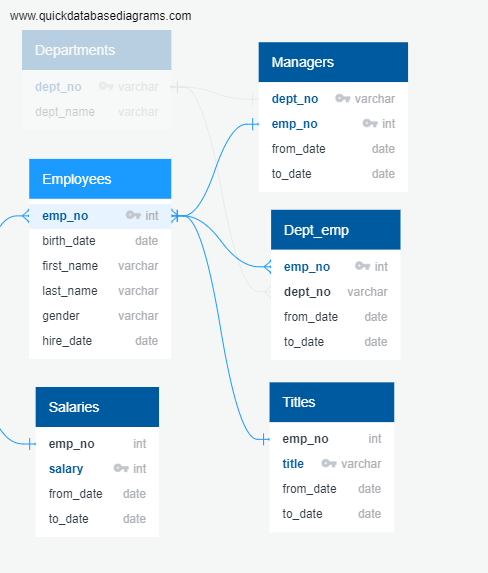 www.quickdatabasediagrams.com
Departments
dept_no varchar
dept_name varchar
Managers
dept_no varchar
emp_no int
from_date date
to_date date
Employees
emp_no int
birth_date date
first_name varchar
last_name varchar
gender varchar
hire_date date
Dept_emp
emp_no int
dept_no varchar
from_date date
to_date date
Salaries
emp_no int
salary int
from_date date
to_date date
Titles
emp_no int
title varchar
from_date date
to_date date